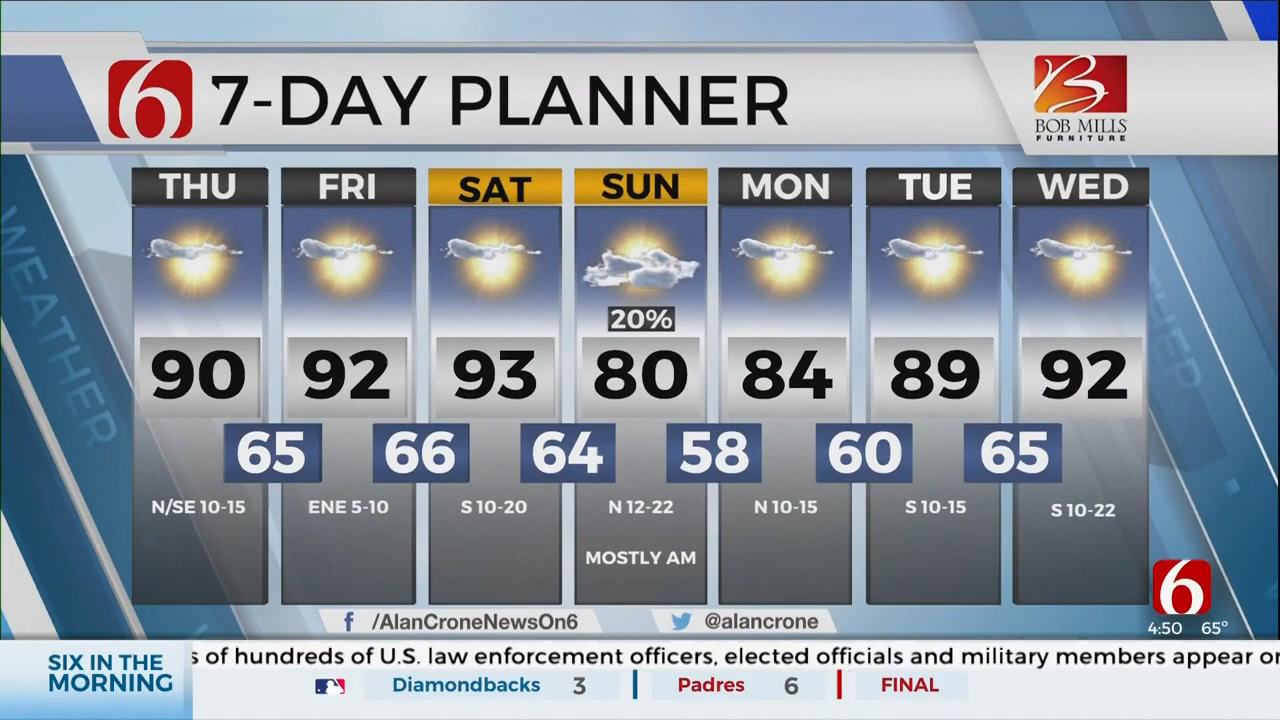 6 7-DAY PLANNER
B
BOB MILLS
FURNITURE
THU FRI SAT SUN MON TUE WED
20%
90 92 93 80 84 89 92
65 66 64 58 60 65
N/SE 10-15 ENE 5-10 S 10-20 N 12-22 N 10-15 S 10-15 S 10-22
MOSTLY AM
WEATHER
f /AlanCroneNewsOn6 @alancrone
6
4:50 65°
SIX IN THE
MORNING
s of hundreds of U.S. law enforcement officers, elected officials and military members appear or
Diamondbacks 3 Padres 6 FINAL